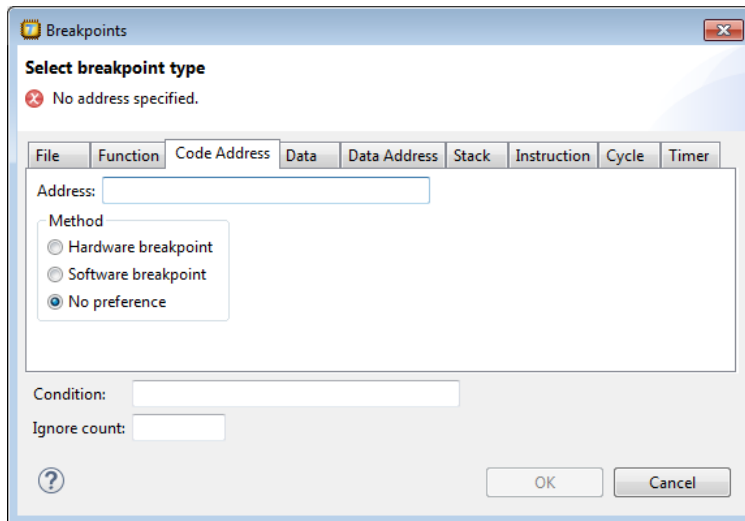 Breakpoints
Select breakpoint type
No address specified.
File Function Code Address Data Data Address Stack Instruction Cycle Timer
Address:
Method
Hardware breakpoint
Software breakpoint
No preference
Condition:
Ignore count:
? OK Cancel